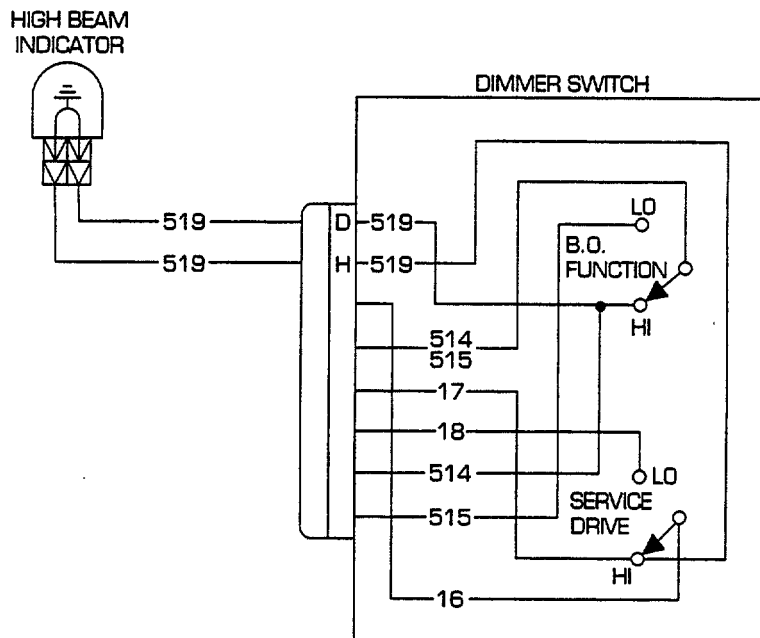 HIGH BEAM
INDICATOR
DIMMER SWITCH
519
D
519
LO
B.O.
FUNCTION
519
H
519
HI
514
515
17
18
514
LO
515
SERVICE
DRIVE
HI
16